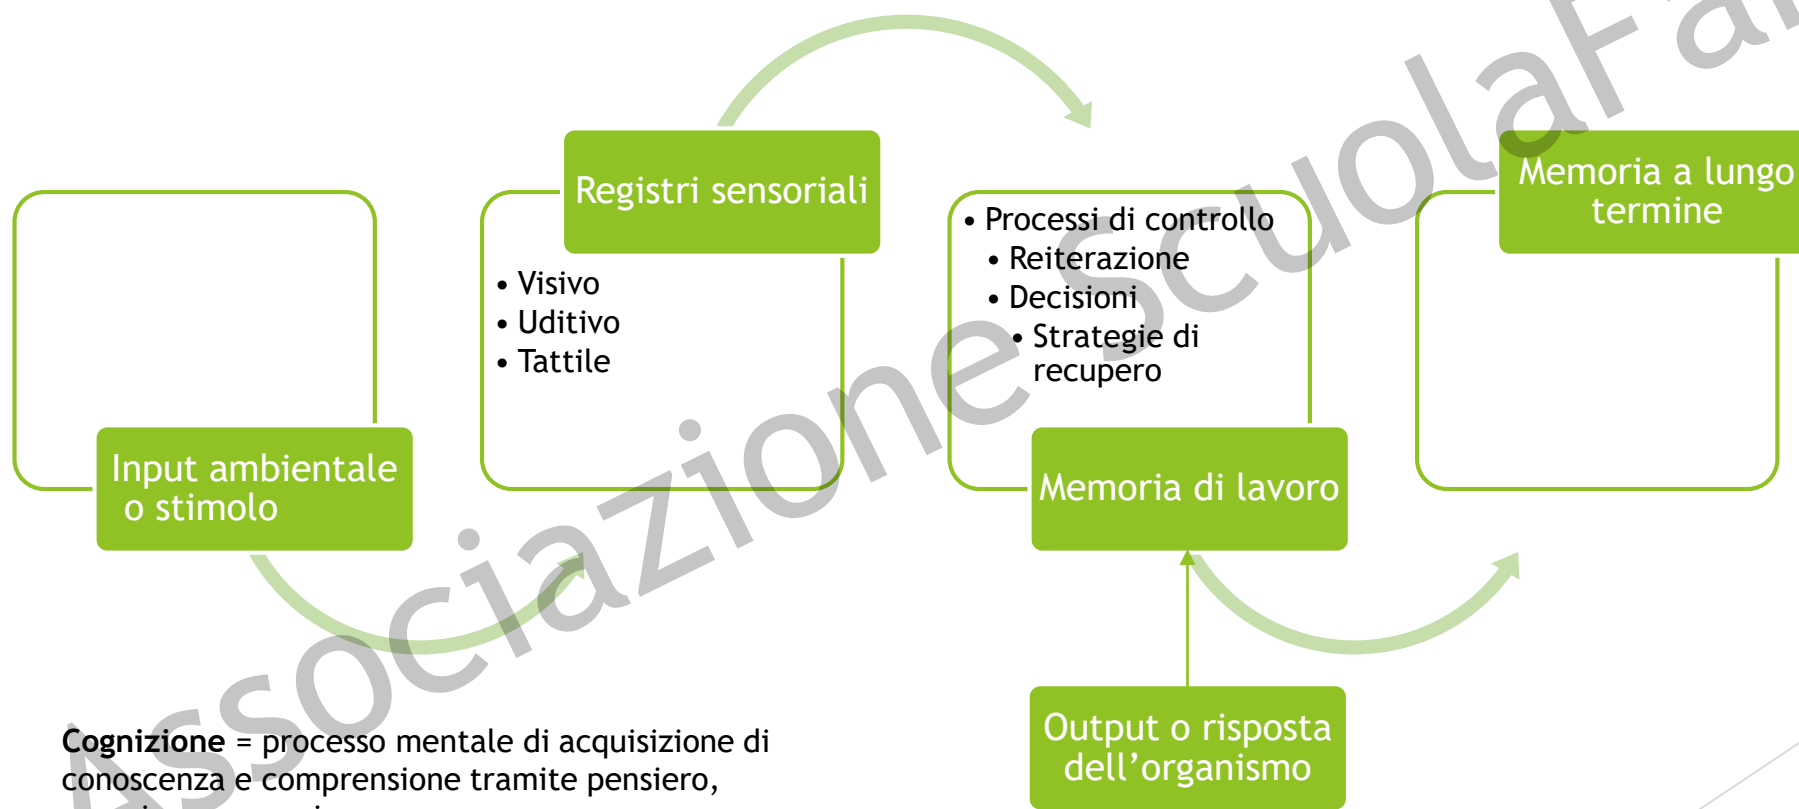 Input ambientale
o stimolo
Registri sensoriali
• Visivo
• Uditivo
• Tattile
• Processi di controllo
• Reiterazione
• Decisioni
• Strategie di
recupero
Memoria di lavoro
Memoria a lungo
termine
Output o risposta
dell’organismo
Cognizione = processo mentale di acquisizione di
conoscenza e comprensione tramite pensiero,
Associazione